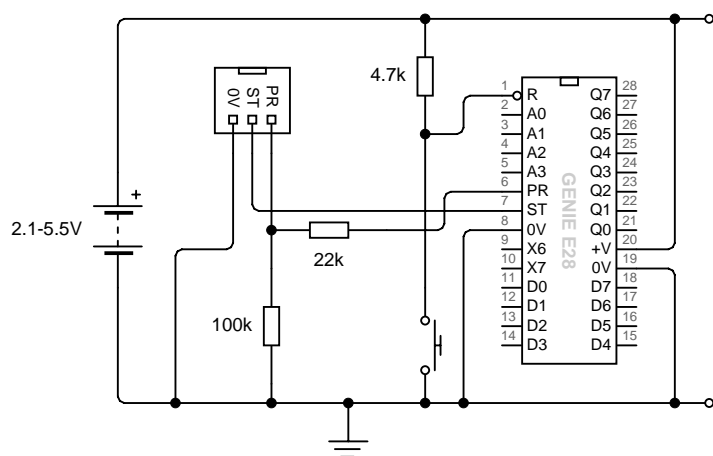 4.7k
0V
ST
PR
2.1-5.5V
+
22k
100k
GENIE E28
1 R Q7 28
2 A0 Q6 27
3 A1 Q5 26
4 A2 Q4 25
5 A3 Q3 24
6 PR Q2 23
7 ST Q1 22
8 0V Q0 21
9 X6 +V 20
10 X7 0V 19
11 D0 D7 18
12 D1 D6 17
13 D2 D5 16
14 D3 D4 15